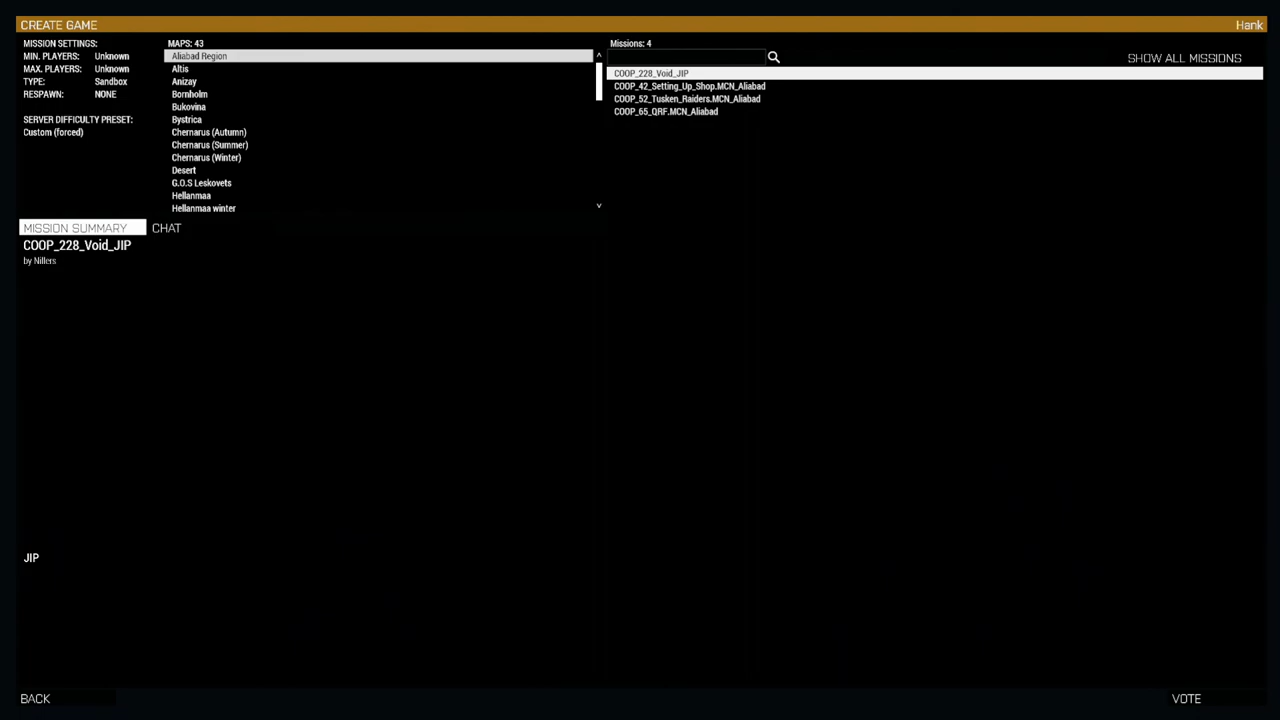 CREATE GAME
Hank
MISSION SETTINGS:
MIN. PLAYERS: Unknown
MAX. PLAYERS: Unknown
TYPE: Sandbox
RESPAWN: NONE
SERVER DIFFICULTY PRESET:
Custom (forced)
MAPS: 43
Aliabad Region
Altis
Anizay
Bornholm
Bukovina
Bystrica
Chernarus (Autumn)
Chernarus (Summer)
Chernarus (Winter)
Desert
G.O.S Leskovets
Hellanmaa
Hellanmaa winter
Missions: 4
SHOW ALL MISSIONS
COOP_228_Void_JIP
COOP_42_Setting_Up_Shop.MCN_Aliabad
COOP_52_Tusken_Raiders.MCN_Aliabad
COOP_65_QRF.MCN_Aliabad
MISSION SUMMARY
CHAT
COOP_228_Void_JIP
by Nillers
JIP
BACK
VOTE